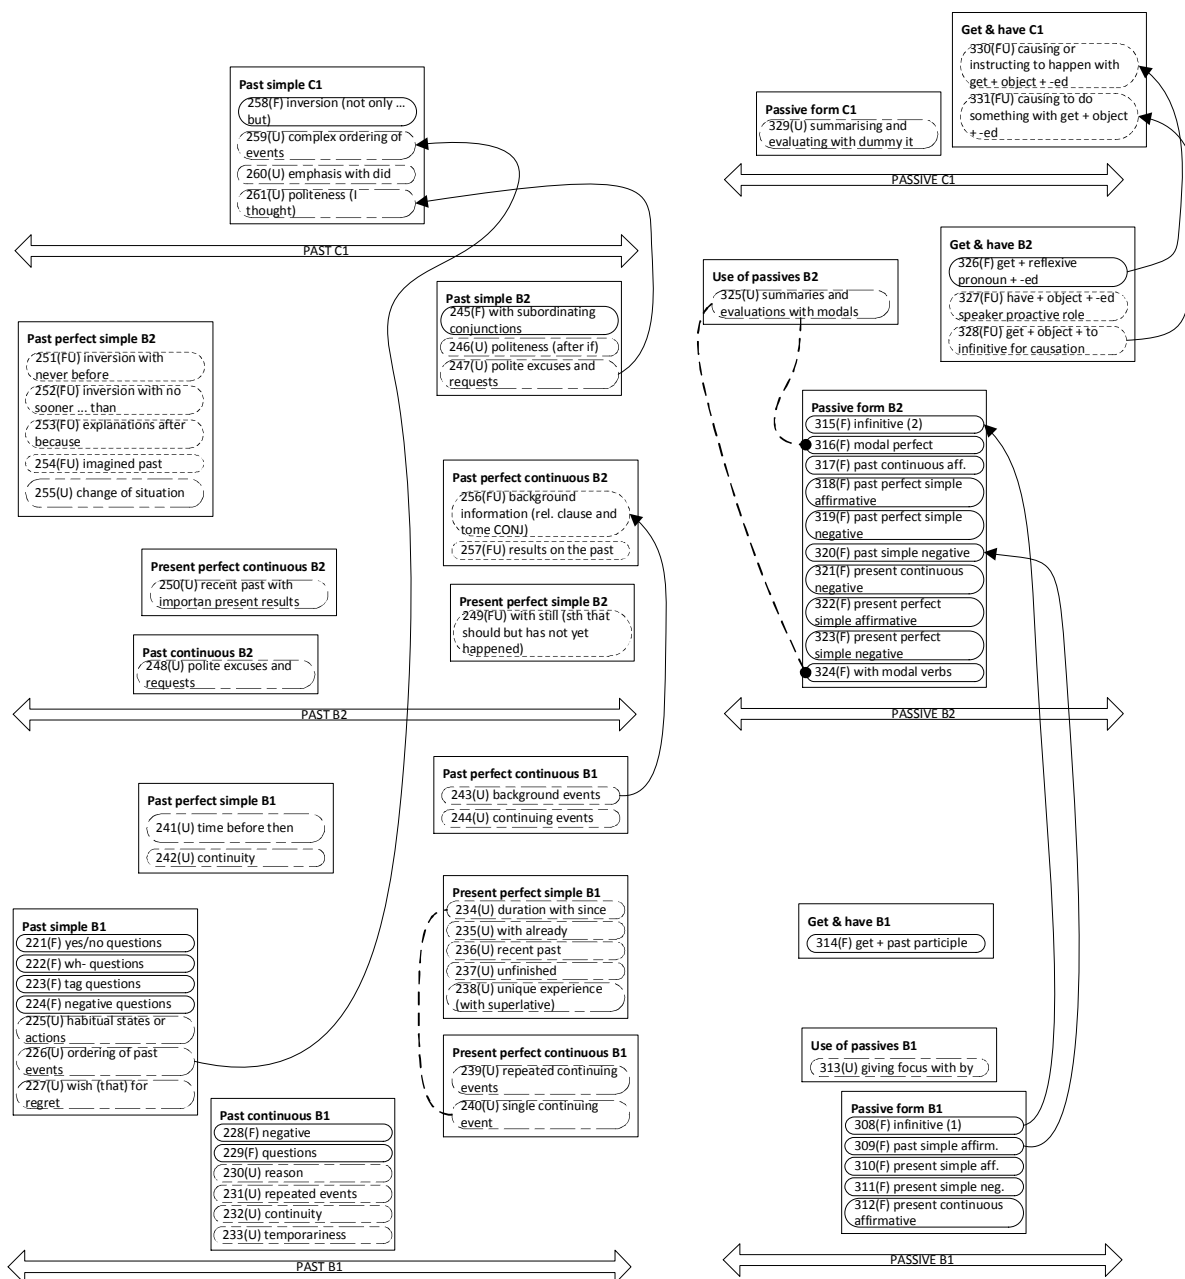 Past simple C1
258(F) inversion (not only ...
but)
259(U) complex ordering of
events
260(U) emphasis with did
261(U) politeness (I
thought)
PAST C1
Past simple B2
245(F) with subordinating
conjunctions
246(U) politeness (after if)
247(U) polite excuses and
requests
Past perfect simple B2
251(FU) inversion with
never before
252(FU) inversion with no
sooner ... than
253(FU) explanations after
because
254(FU) imagined past
255(U) change of situation
Past perfect continuous B2
256(FU) background
information (rel. clause and
tome CONJ)
257(FU) results on the past
Present perfect continuous B2
250(U) recent past with
importan present results
Present perfect simple B2
249(FU) with still (sth that
should but has not yet
happened)
Past continuous B2
248(U) polite excuses and
requests
PAST B2
Past perfect continuous B1
243(U) background events
244(U) continuing events
Past perfect simple B1
241(U) time before then
242(U) continuity
Present perfect simple B1
234(U) duration with since
235(U) with already
236(U) recent past
237(U) unfinished
238(U) unique experience
(with superlative)
Past simple B1
221(F) yes/no questions
222(F) wh- questions
223(F) tag questions
224(F) negative questions
225(U) habitual states or
actions
226(U) ordering of past
events
227(U) wish (that) for
regret
Present perfect continuous B1
239(U) repeated continuing
events
240(U) single continuing
event
Past continuous B1
228(F) negative
229(F) questions
230(U) reason
231(U) repeated events
232(U) continuity
233(U) temporariness
PAST B1
Get & have C1
330(FU) causing or
instructing to happen with
get + object + -ed
331(FU) causing to do
something with get + object
+ -ed
Passive form C1
329(U) summarising and
evaluating with dummy it
PASSIVE C1
Get & have B2
326(F) get + reflexive
pronoun + -ed
327(FU) have + object + -ed
speaker proactive role
328(FU) get + object + to
infinitive for causation
Use of passives B2
325(U) summaries and
evaluations with modals
Passive form B2
315(F) infinitive (2)
316(F) modal perfect
317(F) past continuous aff.
318(F) past perfect simple
affirmative
319(F) past perfect simple
negative
320(F) past simple negative
321(F) present continuous
negative
322(F) present perfect
simple affirmative
323(F) present perfect
simple negative
324(F) with modal verbs
PASSIVE B2
Get & have B1
314(F) get + past participle
Use of passives B1
313(U) giving focus with by
Passive form B1
308(F) infinitive (1)
309(F) past simple affirm.
310(F) present simple aff.
311(F) present simple neg.
312(F) present continuous
affirmative
PASSIVE B1